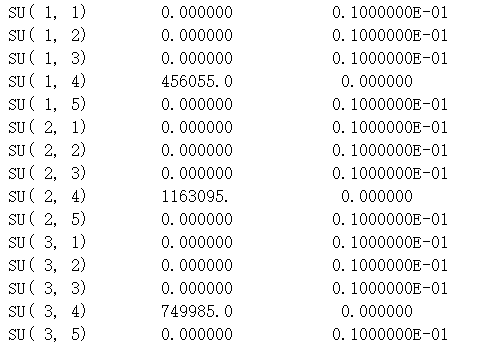 SU( 1, 1) 0.000000 0.1000000E-01
SU( 1, 2) 0.000000 0.1000000E-01
SU( 1, 3) 0.000000 0.1000000E-01
SU( 1, 4) 456055.0 0.000000
SU( 1, 5) 0.000000 0.1000000E-01
SU( 2, 1) 0.000000 0.1000000E-01
SU( 2, 2) 0.000000 0.1000000E-01
SU( 2, 3) 0.000000 0.1000000E-01
SU( 2, 4) 1163095. 0.000000
SU( 2, 5) 0.000000 0.1000000E-01
SU( 3, 1) 0.000000 0.1000000E-01
SU( 3, 2) 0.000000 0.1000000E-01
SU( 3, 3) 0.000000 0.1000000E-01
SU( 3, 4) 749985.0 0.000000
SU( 3, 5) 0.000000 0.1000000E-01